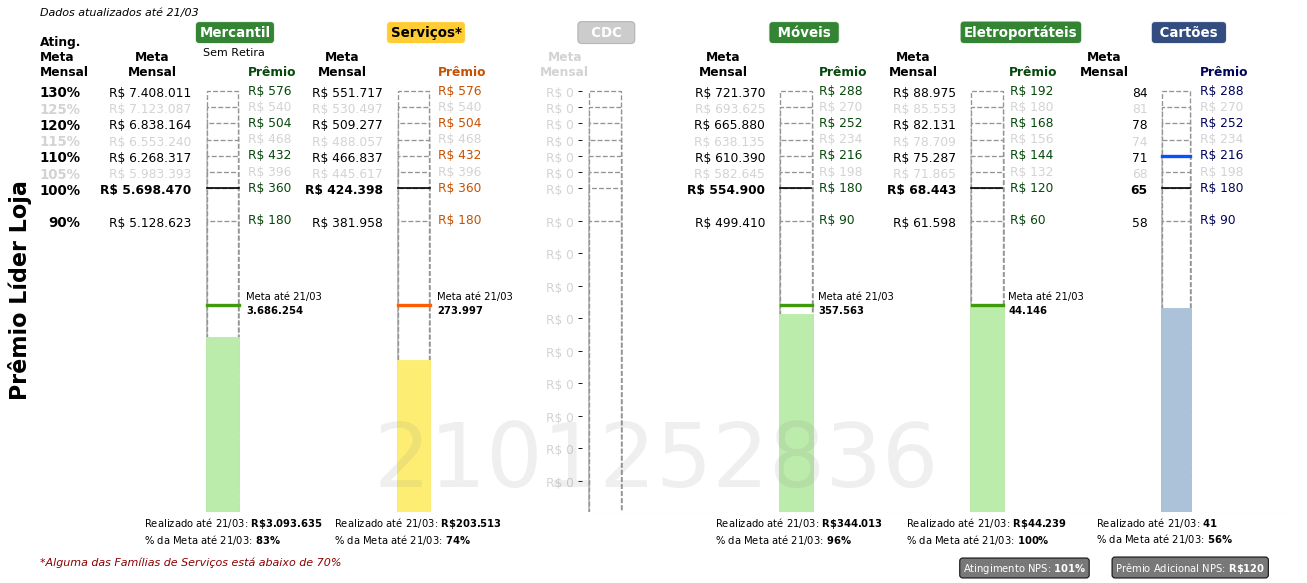 Dados atualizados até 21/03
Mercantil
Serviços*
CDC
Móveis
Eletroportáteis
Cartões
Sem Retira
Ating. Meta Mensal
Meta Mensal Prêmio Meta Mensal Prêmio Meta Mensal Meta Mensal Prêmio Meta Mensal Prêmio Meta Mensal Prêmio
130% R$ 7.408.011 R$ 576 R$ 551.717 R$ 576 R$ 0 R$ 721.370 R$ 288 R$ 88.975 R$ 192 84 R$ 288
125% R$ 7.123.087 R$ 540 R$ 530.497 R$ 540 R$ 0 R$ 693.625 R$ 270 R$ 85.553 R$ 180 81 R$ 270
120% R$ 6.838.164 R$ 504 R$ 509.277 R$ 504 R$ 0 R$ 665.880 R$ 252 R$ 82.131 R$ 168 78 R$ 252
115% R$ 6.553.240 R$ 468 R$ 488.057 R$ 468 R$ 0 R$ 638.135 R$ 234 R$ 78.709 R$ 156 74 R$ 234
110% R$ 6.268.317 R$ 432 R$ 466.837 R$ 432 R$ 0 R$ 610.390 R$ 216 R$ 75.287 R$ 144 71 R$ 216
105% R$ 5.983.393 R$ 396 R$ 445.617 R$ 396 R$ 0 R$ 582.645 R$ 198 R$ 71.865 R$ 132 68 R$ 198
100% R$ 5.698.470 R$ 360 R$ 424.398 R$ 360 R$ 0 R$ 554.900 R$ 180 R$ 68.443 R$ 120 65 R$ 180
90% R$ 5.128.623 R$ 180 R$ 381.958 R$ 180 R$ 0 R$ 499.410 R$ 90 R$ 61.598 R$ 60 58 R$ 90
R$ 0
R$ 0
Meta até 21/03 Meta até 21/03 Meta até 21/03 Meta até 21/03
3.686.254 273.997 357.563 44.146
R$ 0
R$ 0
R$ 0
R$ 0
R$ 0
R$ 0
Prêmio Líder Loja
2101252836
Realizado até 21/03: R$3.093.635 Realizado até 21/03: R$203.513 Realizado até 21/03: R$344.013 Realizado até 21/03: R$44.239 Realizado até 21/03: 41
% da Meta até 21/03: 83% % da Meta até 21/03: 74% % da Meta até 21/03: 96% % da Meta até 21/03: 100% % da Meta até 21/03: 56%
*Alguma das Famílias de Serviços está abaixo de 70%
Atingimento NPS: 101%
Prêmio Adicional NPS: R$120